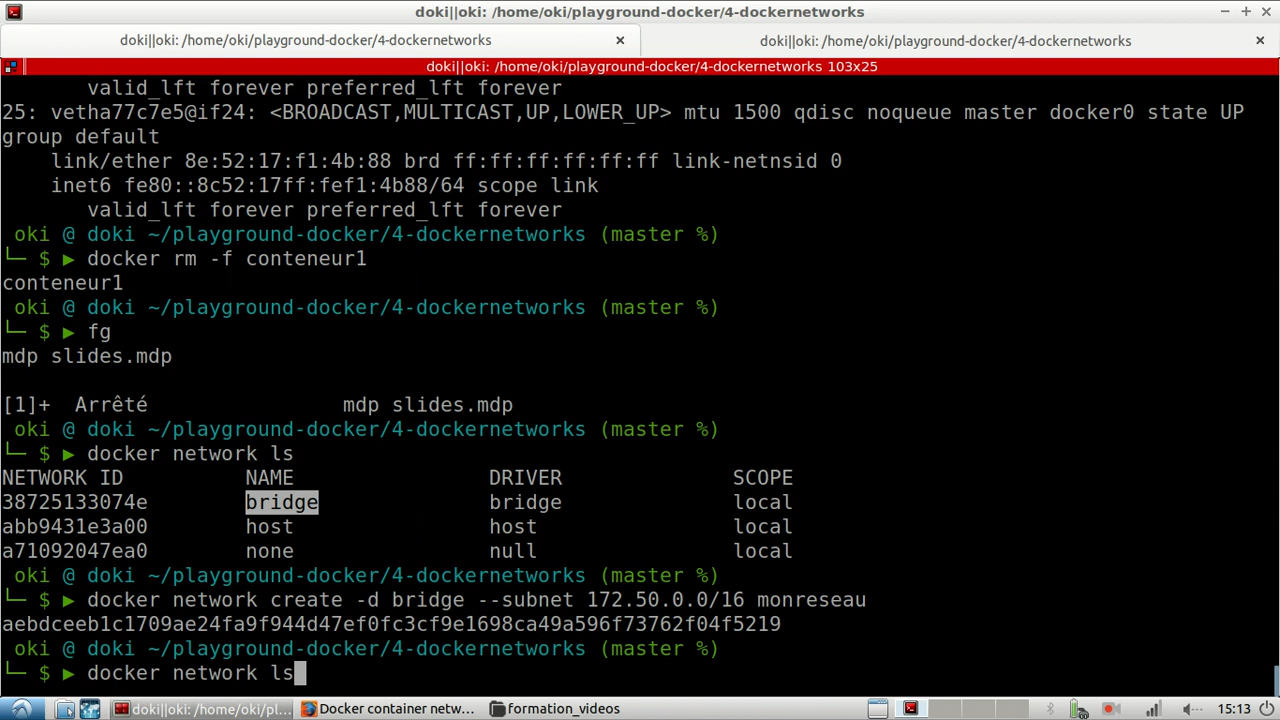 doki||oki: /home/oki/playground-docker/4-dockernetworks
doki||oki: /home/oki/playground-docker/4-dockernetworks
doki||oki: /home/oki/playground-docker/4-dockernetworks
doki||oki: /home/oki/playground-docker/4-dockernetworks 103x25
valid_lft forever preferred_lft forever
25: vetha77c7e5@if24: <BROADCAST,MULTICAST,UP,LOWER_UP> mtu 1500 qdisc noqueue master docker0 state UP
group default
link/ether 8e:52:17:f1:4b:88 brd ff:ff:ff:ff:ff:ff link-netnsid 0
inet6 fe80::8c52:17ff:fef1:4b88/64 scope link
valid_lft forever preferred_lft forever
oki @ doki ~/playground-docker/4-dockernetworks (master %)
└─ $ ▶ docker rm -f conteneur1
conteneur1
oki @ doki ~/playground-docker/4-dockernetworks (master %)
└─ $ ▶ fg
mdp slides.mdp
[1]+  Arrêté                mdp slides.mdp
oki @ doki ~/playground-docker/4-dockernetworks (master %)
└─ $ ▶ docker network ls
NETWORK ID          NAME                DRIVER              SCOPE
38725133074e        bridge              bridge              local
abb9431e3a00        host                host                local
a71092047ea0        none                null                local
oki @ doki ~/playground-docker/4-dockernetworks (master %)
└─ $ ▶ docker network create -d bridge --subnet 172.50.0.0/16 monreseau
aebdceeb1c1709ae24fa9f944d47ef0fc3cf9e1698ca49a596f73762f04f5219
oki @ doki ~/playground-docker/4-dockernetworks (master %)
└─ $ ▶ docker network ls
doki||oki: /home/oki/pl... Docker container netw... formation_videos 15:13